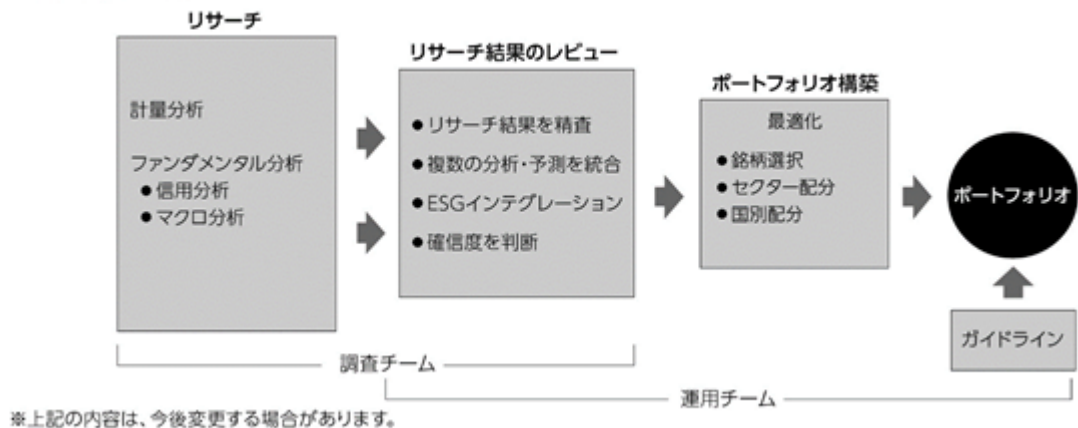 リサーチ
計量分析
ファンダメンタル分析
●信用分析
●マクロ分析
リサーチ結果のレビュー
●リサーチ結果を精査
●複数の分析・予測を統合
●ESGインテグレーション
●確信度を判断
ポートフォリオ構築
最適化
●銘柄選択
●セクター配分
●国別配分
ポートフォリオ
ガイドライン
調査チーム
運用チーム
※上記の内容は、今後変更する場合があります。